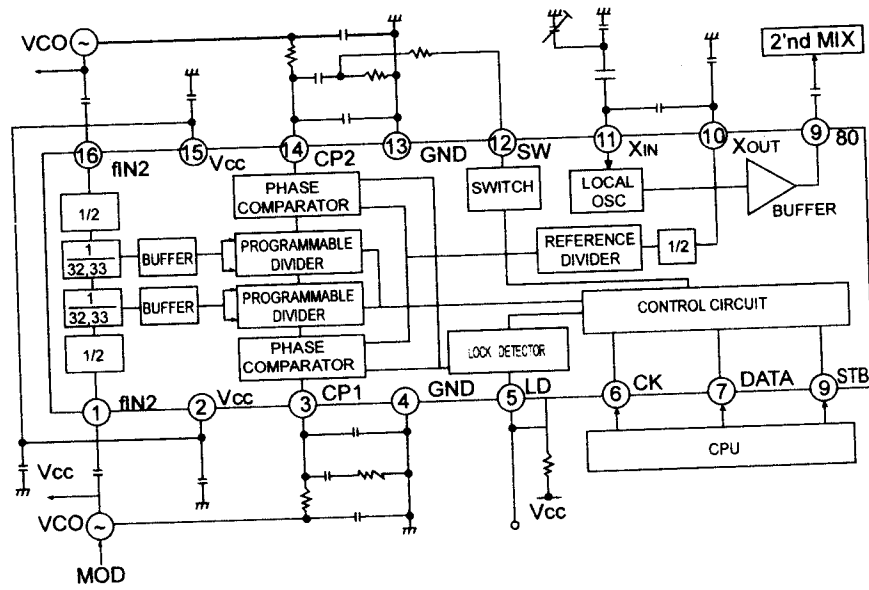 VCO ~
2'nd MIX
16 15 14 13 12 11 10 9
fIN2 Vcc CP2 GND SW XIN XOUT 80
1/2
PHASE
COMPARATOR
SWITCH
LOCAL
OSC
BUFFER
1
32,33
BUFFER
PROGRAMMABLE
DIVIDER
REFERENCE
DIVIDER
1/2
1
32,33
BUFFER
PROGRAMMABLE
DIVIDER
CONTROL CIRCUIT
1/2
PHASE
COMPARATOR
LOCK DETECTOR
1 2 3 4 5 6 7 9
fIN2 Vcc CP1 GND LD CK DATA STB
CPU
Vcc
Vcc
VCO ~
MOD